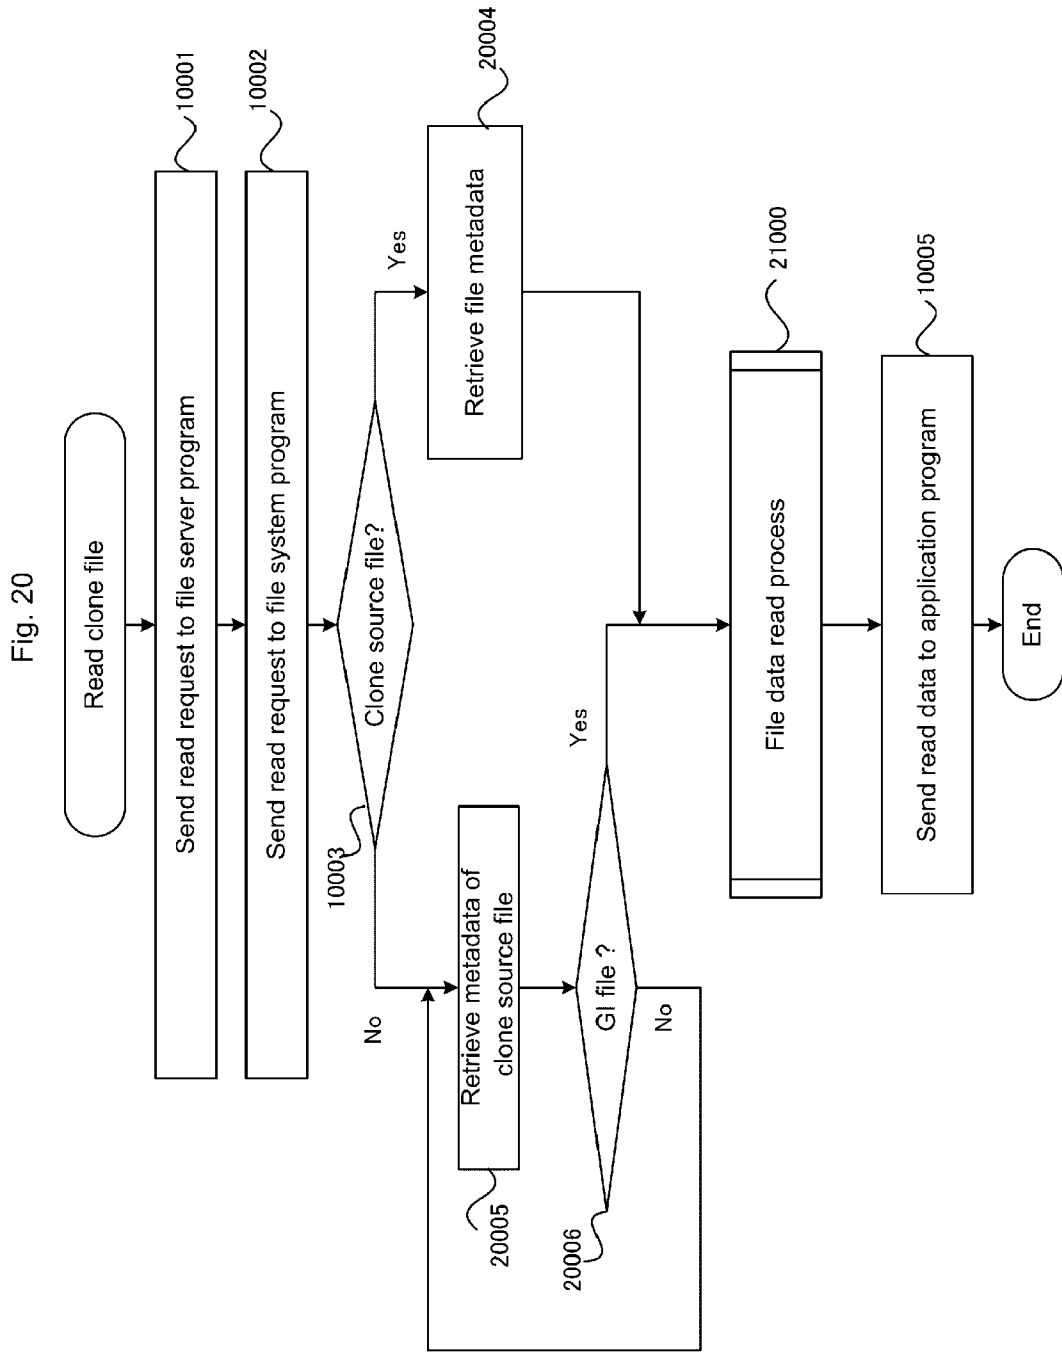 Fig. 20
Read clone file
Send read request to file server program
10001
Send read request to file system program
10002
Clone source file?
10003
Yes
No
Retrieve file metadata
20004
Retrieve metadata of
clone source file
20005
GI file ?
20006
Yes
No
File data read process
21000
Send read data to application program
10005
End